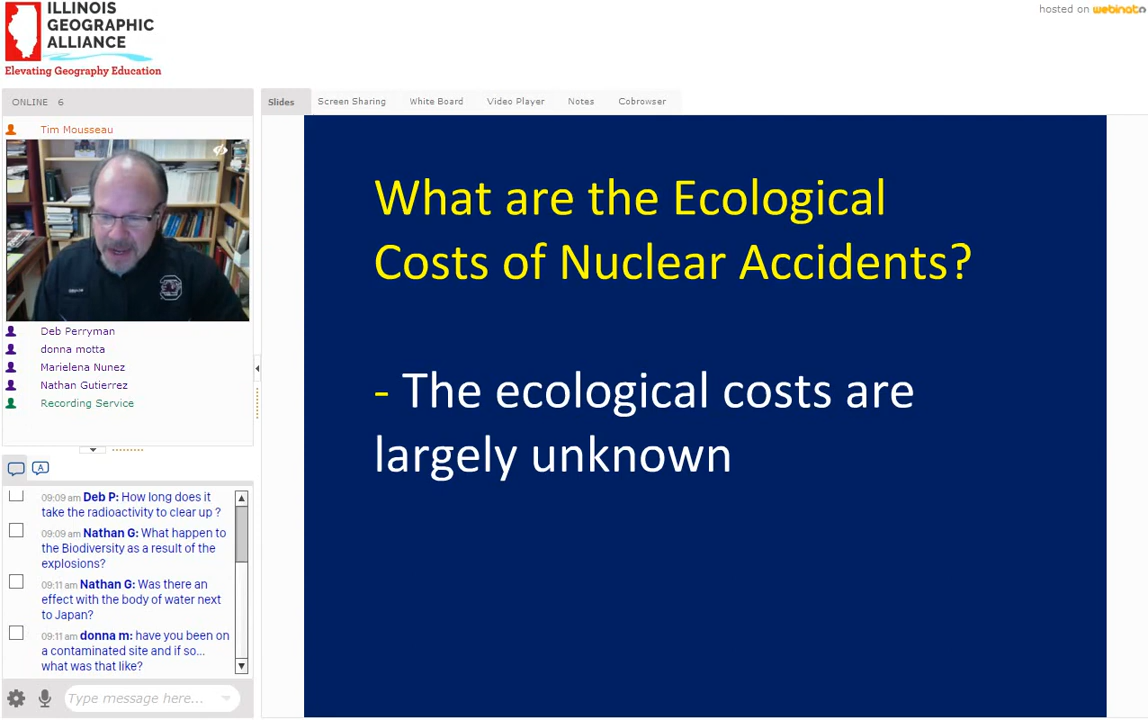 ILLINOIS
GEOGRAPHIC
ALLIANCE
Elevating Geography Education
hosted on webinato
ONLINE 6
Tim Mousseau
Deb Perryman
donna motta
Marielena Nunez
Nathan Gutierrez
Recording Service
09:09 am Deb P: How long does it
take the radioactivity to clear up ?
09:09 am Nathan G: What happen to
the Biodiversity as a result of the
explosions?
09:11 am Nathan G: Was there an
effect with the body of water next
to Japan?
09:11 am donna m: have you been on
a contaminated site and if so...
what was that like?
Type message here...
Slides Screen Sharing White Board Video Player Notes Cobrowser
What are the Ecological
Costs of Nuclear Accidents?
- The ecological costs are
largely unknown